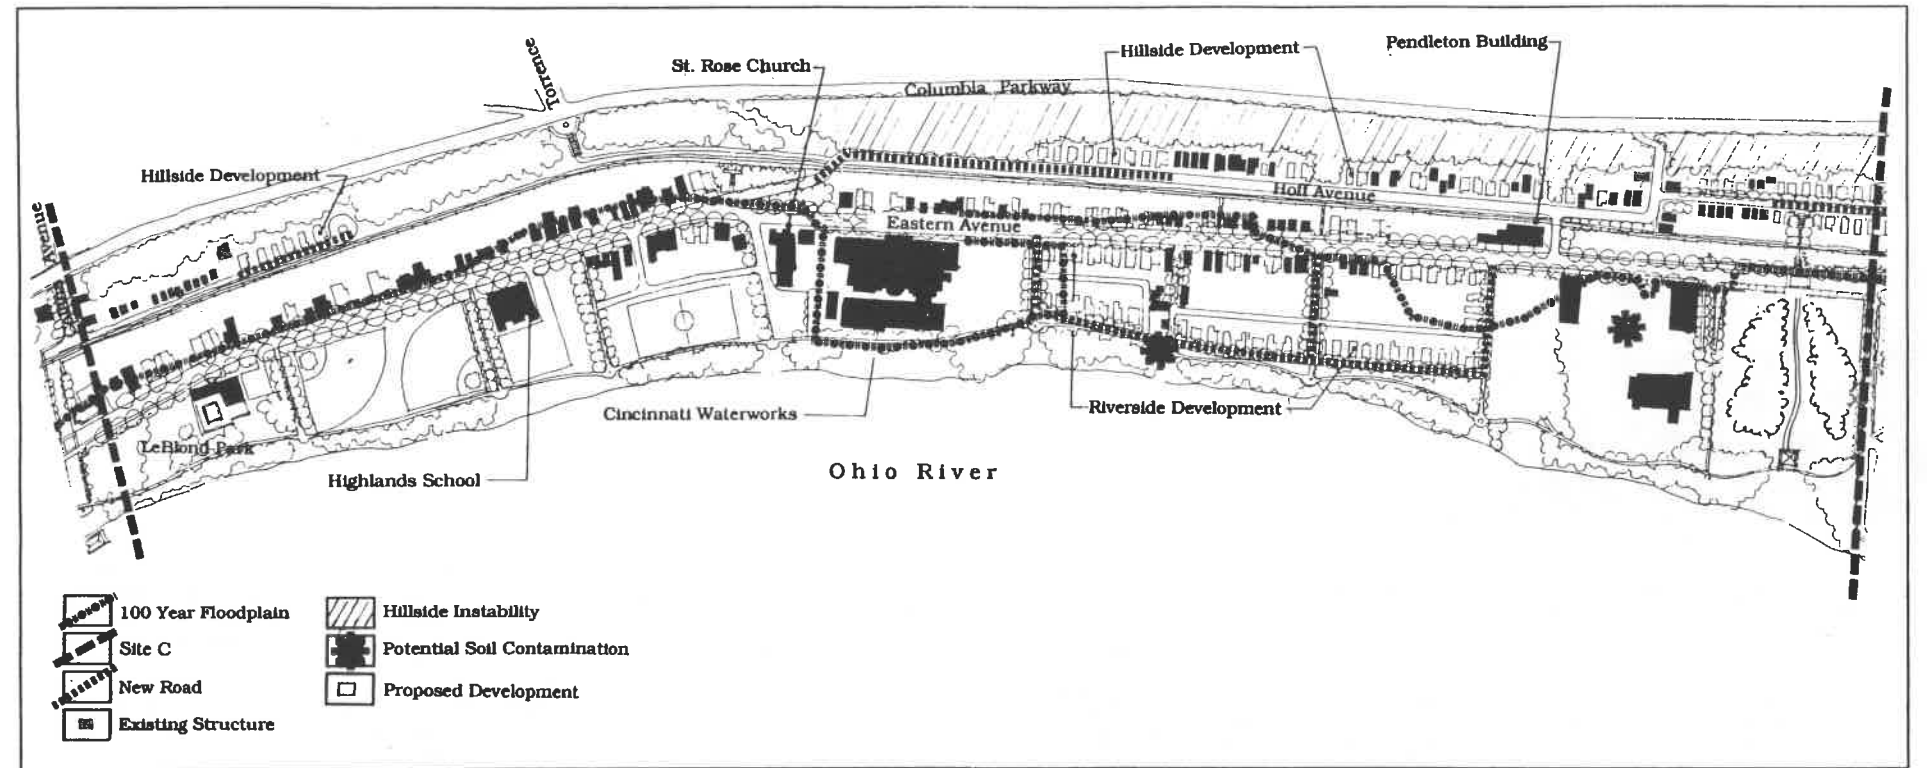 Torrence
St. Rose Church
Hillside Development
Pendleton Building
Columbia Parkway
Hillside Development
Avenue
Hoff Avenue
Eastern Avenue
Cincinnati Waterworks
Riverside Development
LeBlond Park
Highlands School
Ohio River
100 Year Floodplain
Site C
New Road
Existing Structure
Hillside Instability
Potential Soil Contamination
Proposed Development